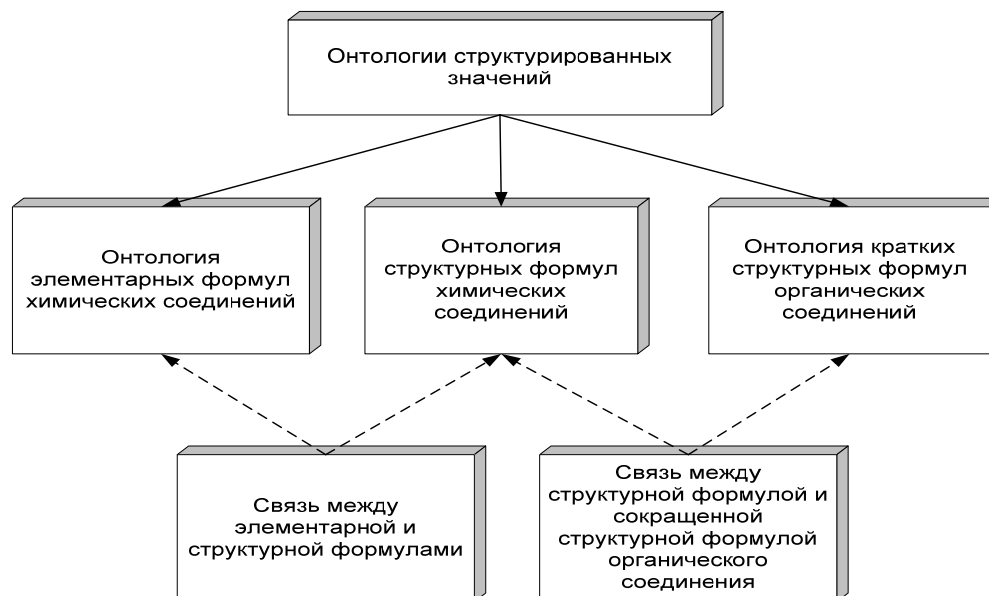 Онтологии структурированных
значений
Онтология
элементарных формул
химических соединений
Онтология
структурных формул
химических
соединений
Онтология кратких
структурных формул
органических
соединений
Связь между
элементарной и
структурной формулами
Связь между
структурной формулой и
сокращенной
структурной формулой
органического
соединения